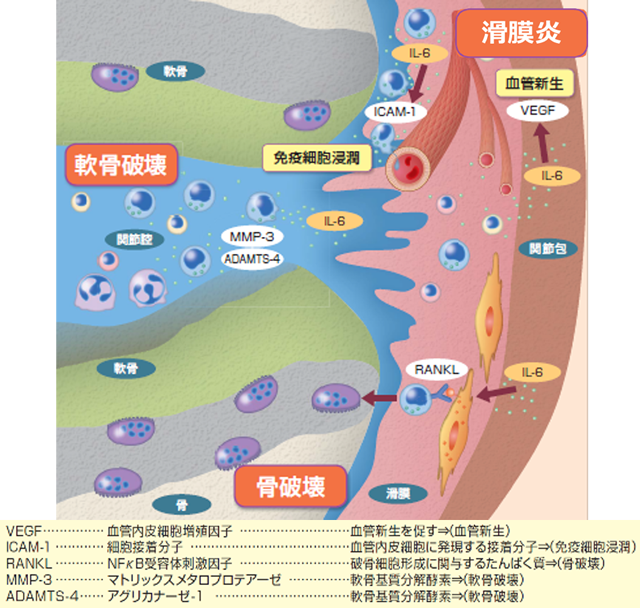 滑膜炎
IL-6
軟骨
血管新生
ICAM-1
VEGF
免疫細胞浸潤
軟骨破壊
IL-6
IL-6
関節腔
MMP-3
ADAMTS-4
関節包
軟骨
RANKL
IL-6
骨破壊
滑膜
骨
VEGF…………… 血管内皮細胞増殖因子 ………………… 血管新生を促す⇒(血管新生)
ICAM-1 ……… 細胞接着分子 …………………………… 血管内皮細胞に発現する接着分子⇒(免疫細胞浸潤)
RANKL ……… NFκB受容体刺激因子 ………………… 破骨細胞形成に関与するたんぱく質⇒(骨破壊)
MMP-3 ……… マトリックスメタロプロテアーゼ ……… 軟骨基質分解酵素⇒(軟骨破壊)
ADAMTS-4…… アグリカナーゼ-1 ……………………… 軟骨基質分解酵素⇒(軟骨破壊)